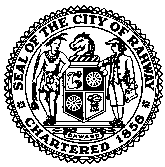 SEAL OF THE CITY OF RAHWAY
CHARTERED 1858